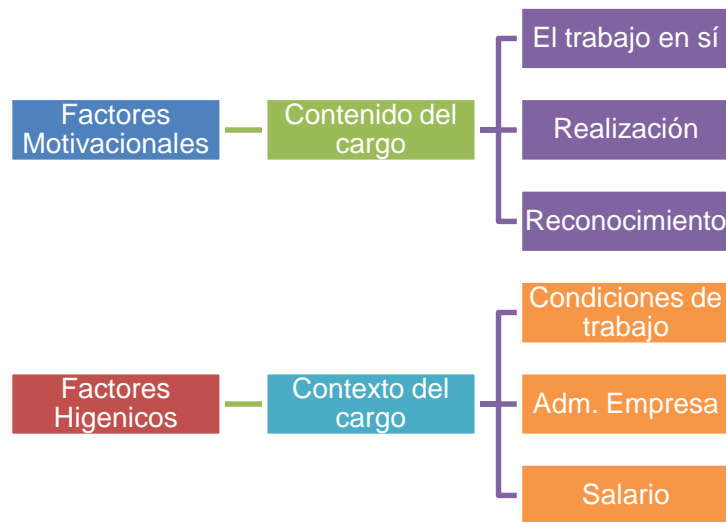 Factores
Motivacionales
Contenido del
cargo
El trabajo en sí
Realización
Reconocimiento
Factores
Higenicos
Contexto del
cargo
Condiciones de
trabajo
Adm. Empresa
Salario